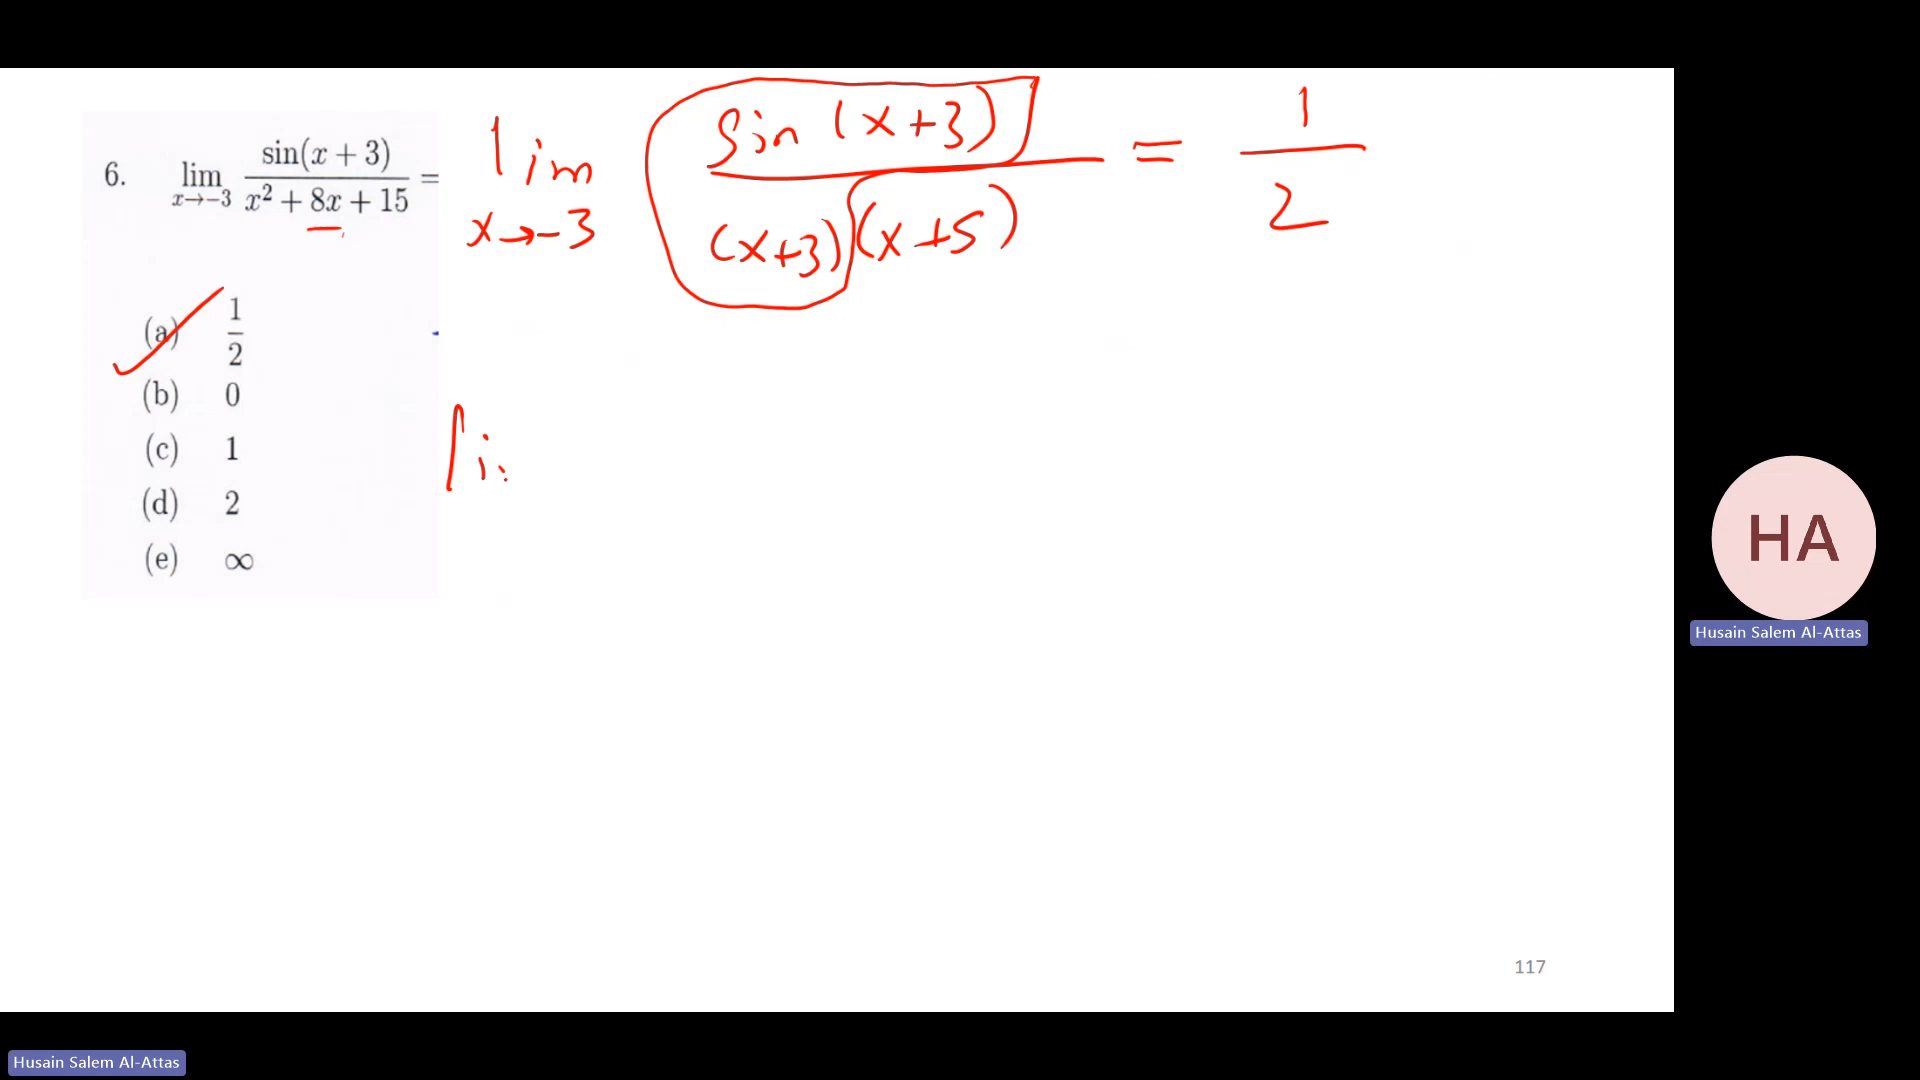 6. lim x→−3 sin(x + 3) / x² + 8x + 15 =
(a) 1/2
(b) 0
(c) 1
(d) 2
(e) ∞
lim x→−3 sin (x+3) / (x+3)(x+5) = 1/2
li
117
HA
Husain Salem Al-Attas
Husain Salem Al-Attas